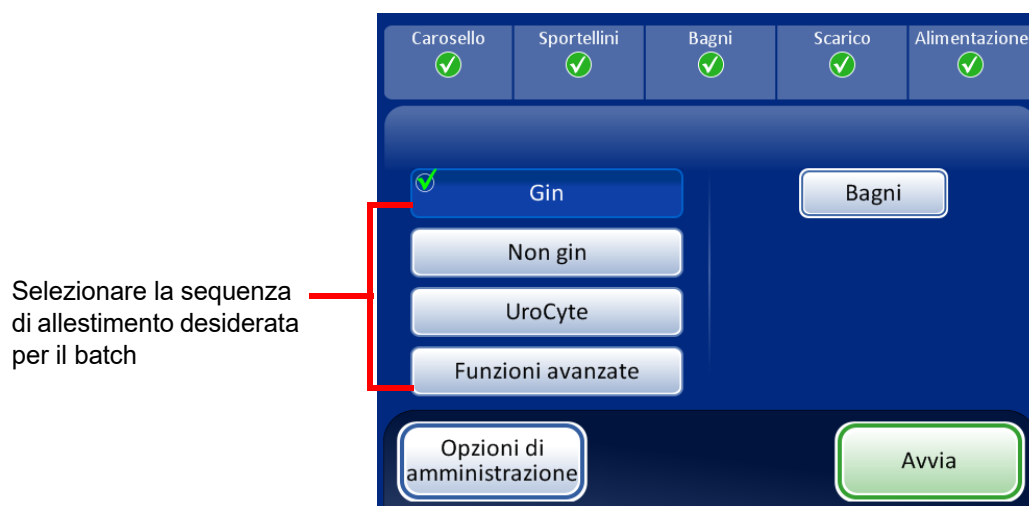 Carosello
Sportellini
Bagni
Scarico
Alimentazione
Gin
Bagni
Non gin
UroCyte
Funzioni avanzate
Selezionare la sequenza
di allestimento desiderata
per il batch
Opzioni di
amministrazione
Avvia